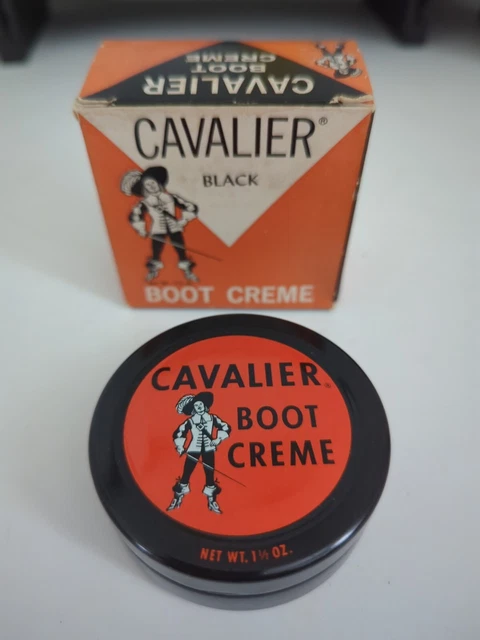 CAVALIER
BOOT
CREME
CAVALIER®
BLACK
BOOT CREME
CAVALIER®
BOOT
CREME
NET WT. 1½ OZ.